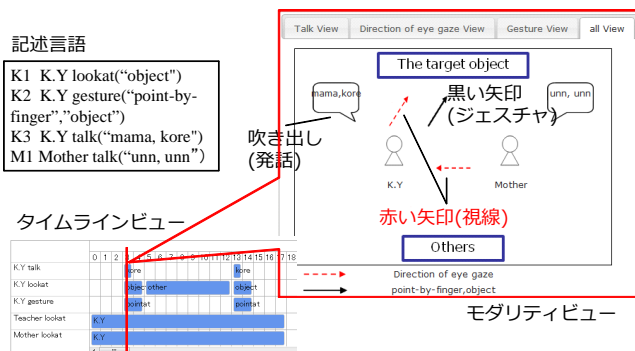 記述言語
K1 K.Y lookat(“object")
K2 K.Y gesture(“point-by-
finger”,”object”)
K3 K.Y talk(“mama, kore")
M1 Mother talk(“unn, unn”)
Talk View
Direction of eye gaze View
Gesture View
all View
The target object
mama,kore
unn, unn
黒い矢印
(ジェスチャ)
吹き出し
(発話)
K.Y
Mother
赤い矢印(視線)
Others
Direction of eye gaze
point-by-finger,object
モダリティビュー
タイムラインビュー
0 1 2 3 4 5 6 7 8 9 10 11 12 13 14 15 16 17 18
K.Y talk
kore
kore
K.Y lookat
object
other
object
K.Y gesture
pointat
pointat
Teacher lookat
K.Y
Mother lookat
K.Y